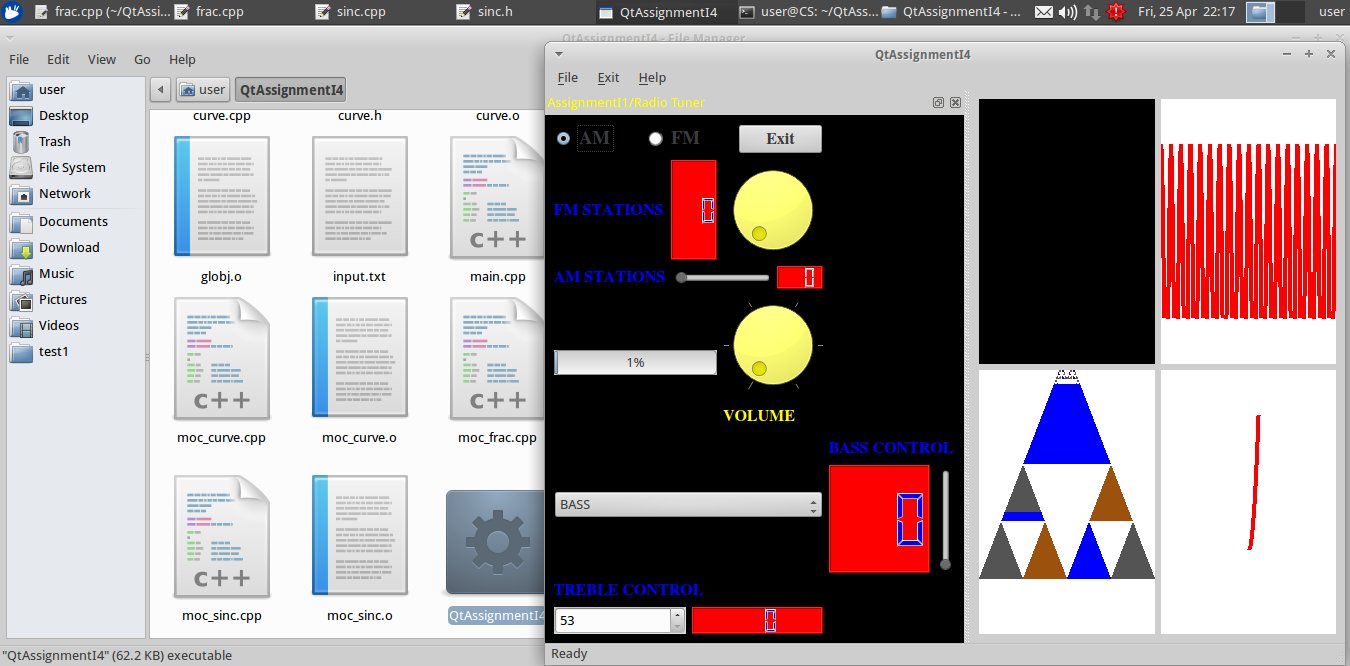 frac.cpp (~/QtAssi...
frac.cpp
sinc.cpp
sinc.h
QtAssignmentI4
user@CS: ~/QtAss...
QtAssignmentI4 - ...
Fri, 25 Apr 22:17
user
QtAssignmentI4 - File Manager
File Edit View Go Help
user
QtAssignmentI4
user
Desktop
Trash
File System
Network
Documents
Download
Music
Pictures
Videos
test1
curve.cpp
curve.h
curve.o
globj.o
input.txt
C++
main.cpp
C++
moc_curve.cpp
moc_curve.o
C++
moc_frac.cpp
C++
moc_sinc.cpp
moc_sinc.o
QtAssignmentI4
"QtAssignmentI4" (62.2 KB) executable
QtAssignmentI4
File Exit Help
AssignmentI1/Radio Tuner
AM
FM
Exit
FM STATIONS
0
AM STATIONS
0
1%
VOLUME
BASS CONTROL
BASS
0
TREBLE CONTROL
53
0
Ready